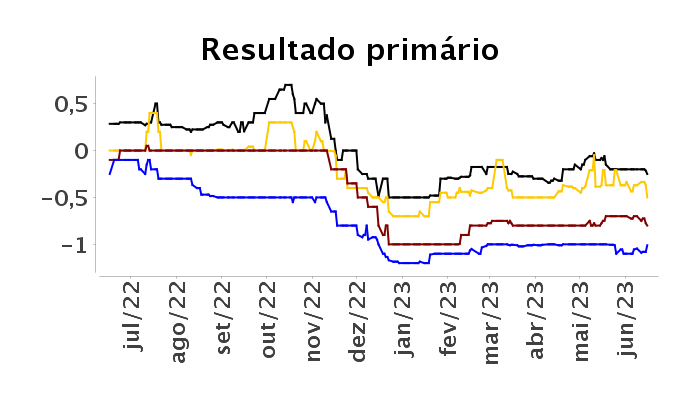 Resultado primário
0,5
0
−0,5
−1
jul/22
ago/22
set/22
out/22
nov/22
dez/22
jan/23
fev/23
mar/23
abr/23
mai/23
jun/23